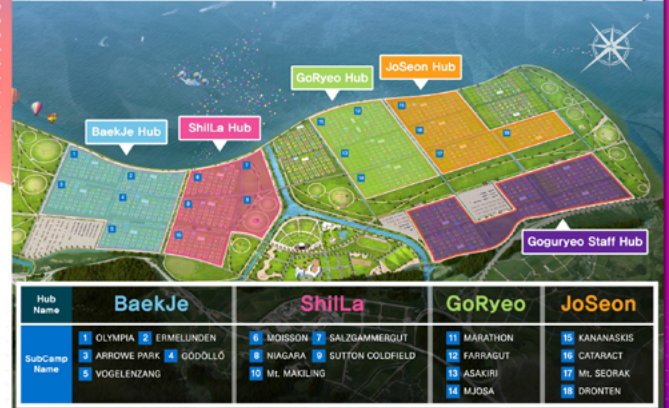 JoSeon Hub
GoRyeo Hub
ShilLa Hub
BaekJe Hub
Goguryeo Staff Hub
Hub Name
BaekJe
ShilLa
GoRyeo
JoSeon
SubCamp Name
1 OLYMPIA 2 ERMELUNDEN
3 ARROWE PARK 4 GÖDÖLLŐ
5 VOGELENZANG
6 MOISSON 7 SALZGAMMERGUT
8 NIAGARA 9 SUTTON COLDFIELD
10 Mt. MAKILING
11 MARATHON
12 FARRAGUT
13 ASAKIRI
14 MJOSA
15 KANANASKIS
16 CATARACT
17 Mt. SEORAK
18 DRONTEN